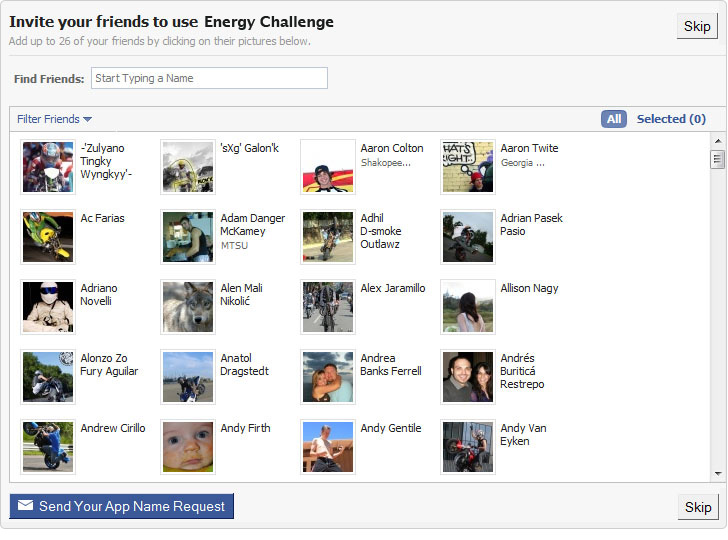 Invite your friends to use Energy Challenge
Skip
Add up to 26 of your friends by clicking on their pictures below.
Find Friends: Start Typing a Name
Filter Friends
All Selected (0)
-'Zulyano
Tingky
Wyngkyy'-
'sXg' Galon'k
Aaron Colton
Shakopee...
Aaron Twite
Georgia ...
HAT'S
RIGHT..
Ac Farias
Adam Danger
McKamey
MTSU
Adhil
D-smoke
Outlawz
Adrian Pasek
Pasio
Adriano
Novelli
Alen Mali
Nikolić
Alex Jaramillo
Allison Nagy
Alonzo Zo
Fury Aguilar
Anatol
Dragstedt
Andrea
Banks Ferrell
Andrés
Buriticá
Restrepo
Andrew Cirillo
Andy Firth
Andy Gentile
Andy Van
Eyken
Send Your App Name Request
Skip